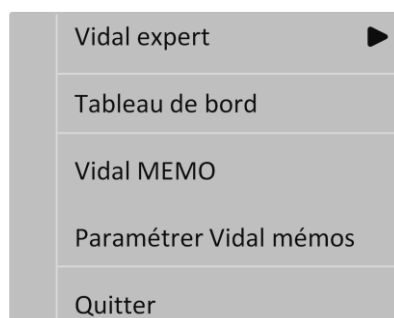 Vidal expert
Tableau de bord
Vidal MEMO
Paramétrer Vidal mémos
Quitter